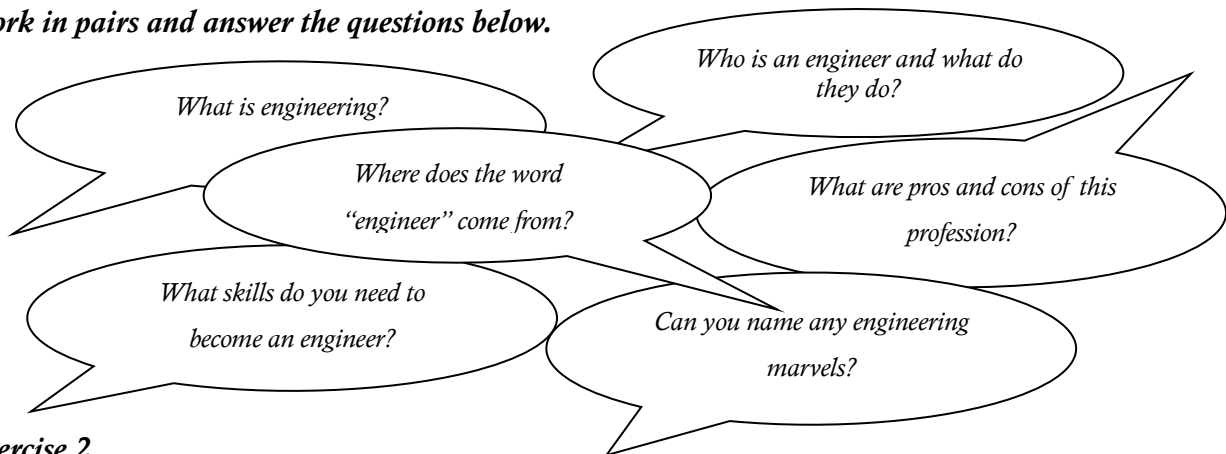 ork in pairs and answer the questions below.
Who is an engineer and what do
they do?
What is engineering?
Where does the word
“engineer” come from?
What are pros and cons of this
profession?
What skills do you need to
become an engineer?
Can you name any engineering
marvels?
ercise 2